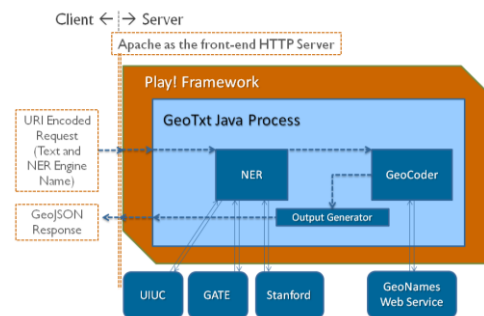 Client ← → Server
Apache as the front-end HTTP Server
Play! Framework
GeoTxt Java Process
URI Encoded
Request
(Text and
NER Engine
Name)
NER
GeoCoder
GeoJSON
Response
Output Generator
UIUC
GATE
Stanford
GeoNames
Web Service